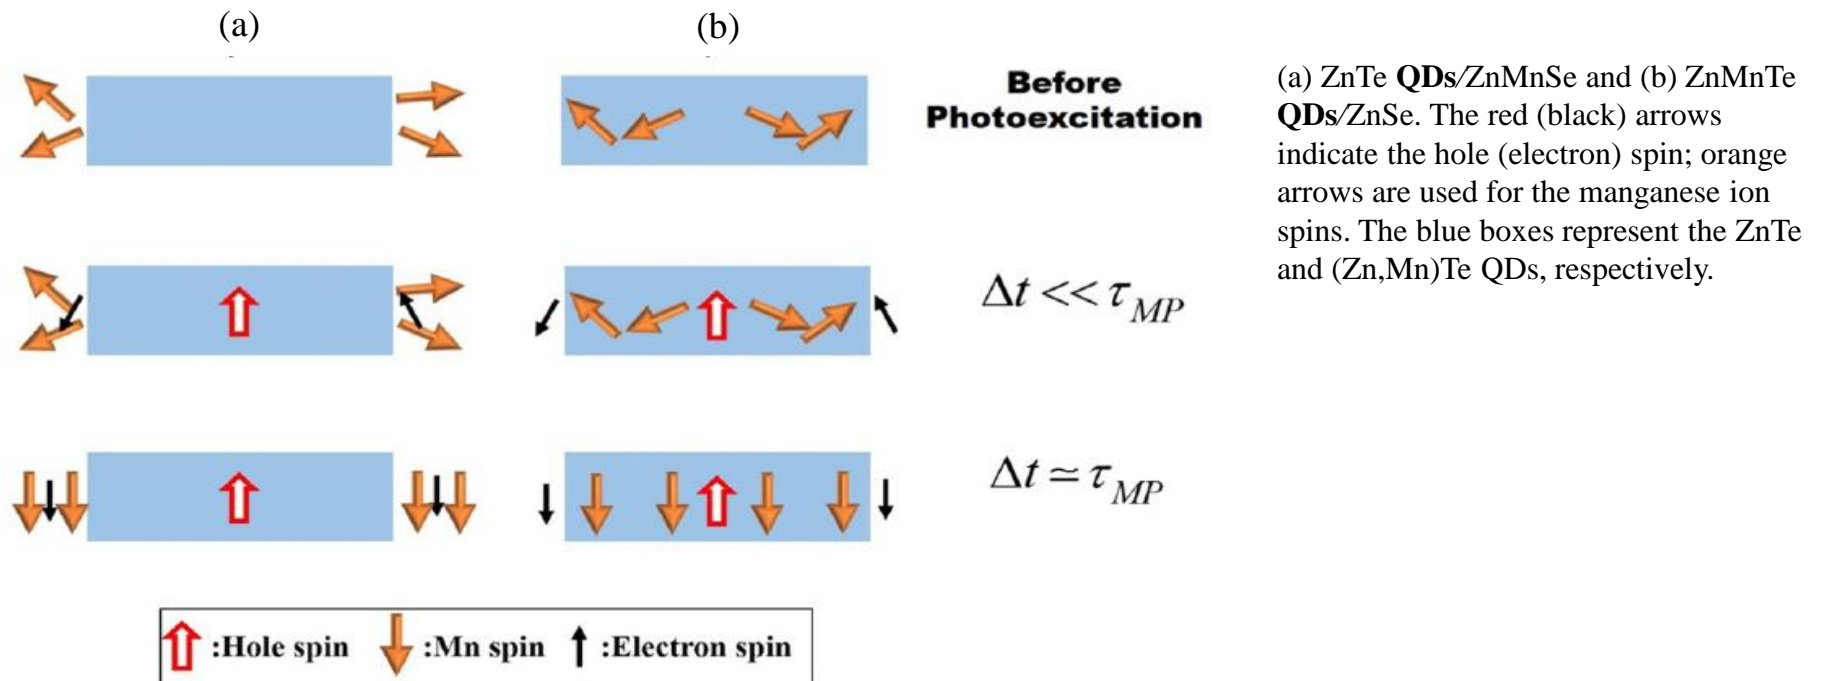 (a)
(b)
Before
Photoexcitation
Δt << τ_MP
Δt ≃ τ_MP
:Hole spin :Mn spin :Electron spin
(a) ZnTe QDs/ZnMnSe and (b) ZnMnTe
QDs/ZnSe. The red (black) arrows
indicate the hole (electron) spin; orange
arrows are used for the manganese ion
spins. The blue boxes represent the ZnTe
and (Zn,Mn)Te QDs, respectively.